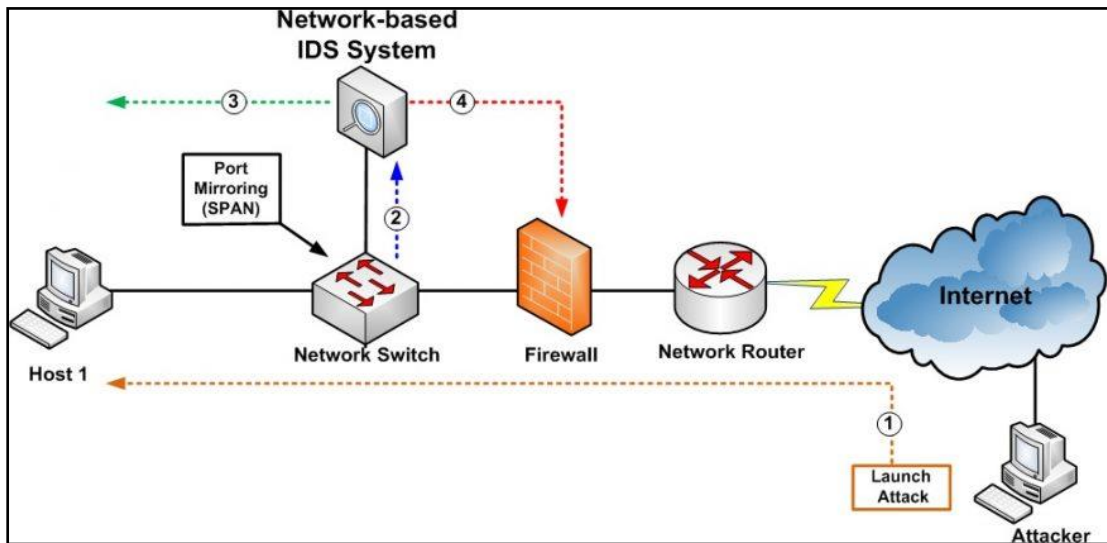 Network-based
IDS System
3
4
Port
Mirroring
(SPAN)
2
Internet
Network Switch
Firewall
Network Router
Host 1
1
Launch
Attack
Attacker